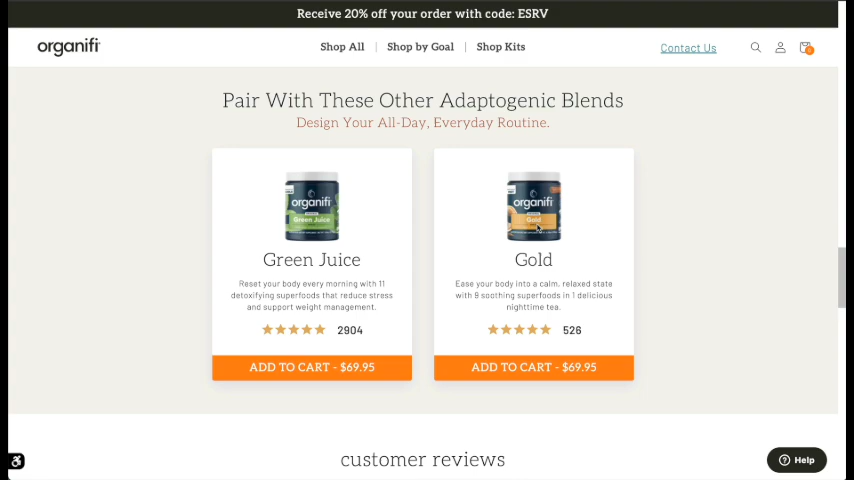 Receive 20% off your order with code: ESRV
organifi
Shop All | Shop by Goal | Shop Kits
Contact Us
Pair With These Other Adaptogenic Blends
Design Your All-Day, Everyday Routine.
organifi
Green Juice
organifi
Gold
Green Juice
Gold
Reset your body every morning with 11
detoxifying superfoods that reduce stress
and support weight management.
Ease your body into a calm, relaxed state
with 9 soothing superfoods in 1 delicious
nighttime tea.
2904
526
ADD TO CART - $69.95
ADD TO CART - $69.95
customer reviews
Help